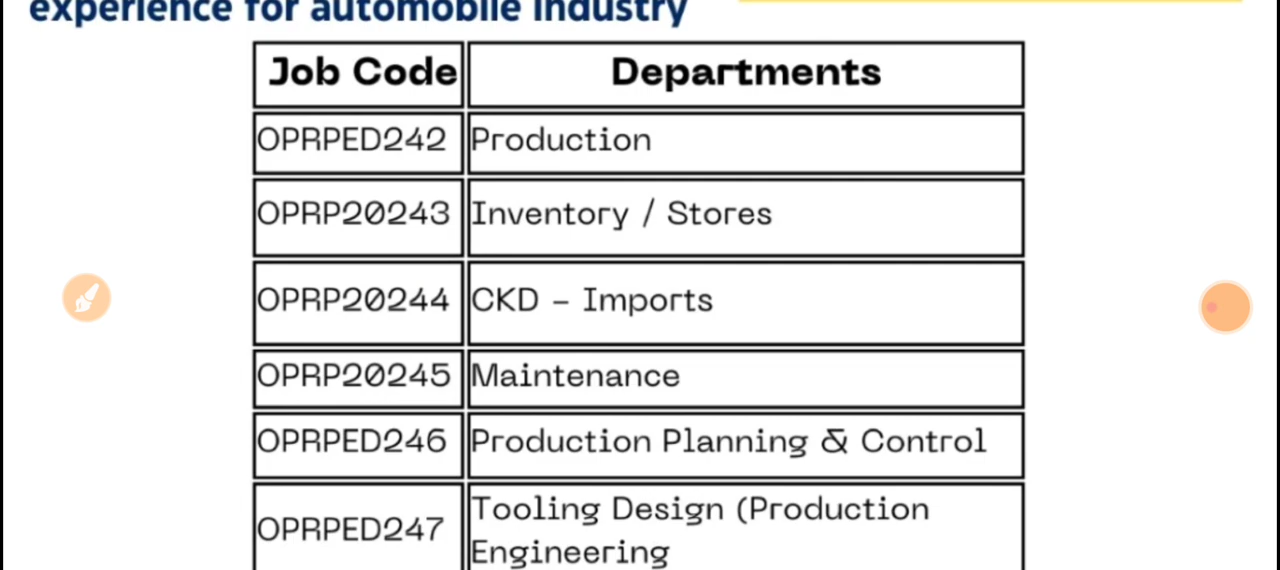 experience for automobile industry
Job Code Departments
OPRPED242 Production
OPRP20243 Inventory / Stores
OPRP20244 CKD – Imports
OPRP20245 Maintenance
OPRPED246 Production Planning & Control
OPRPED247 Tooling Design (Production
Engineering